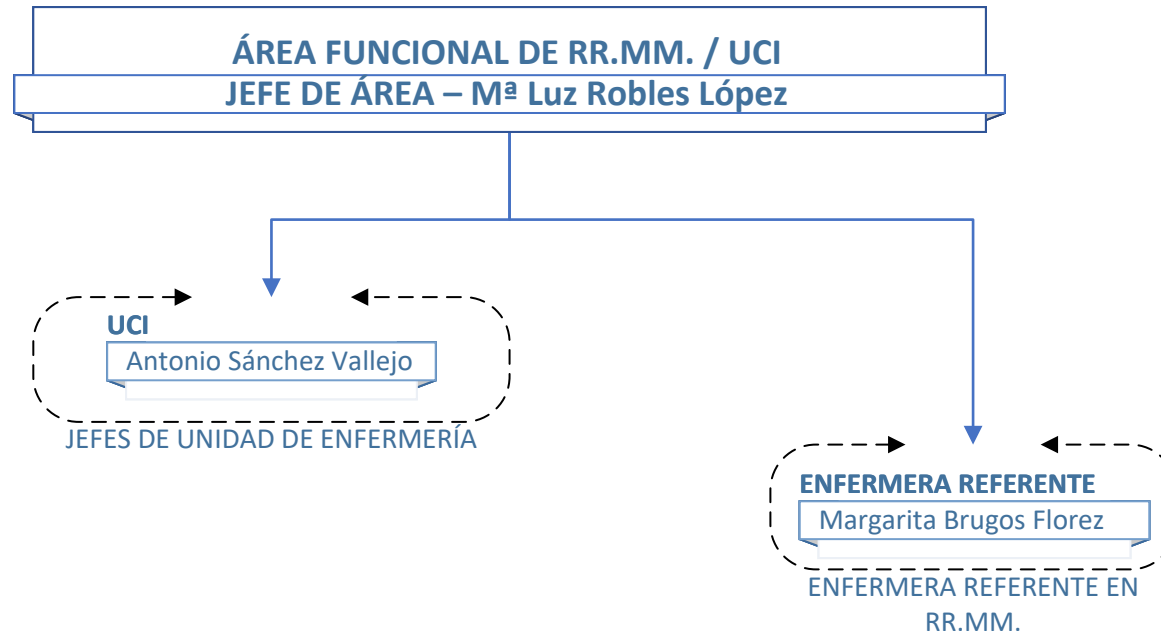 ÁREA FUNCIONAL DE RR.MM. / UCI
JEFE DE ÁREA – Mª Luz Robles López
UCI
Antonio Sánchez Vallejo
JEFES DE UNIDAD DE ENFERMERÍA
ENFERMERA REFERENTE
Margarita Brugos Florez
ENFERMERA REFERENTE EN
RR.MM.